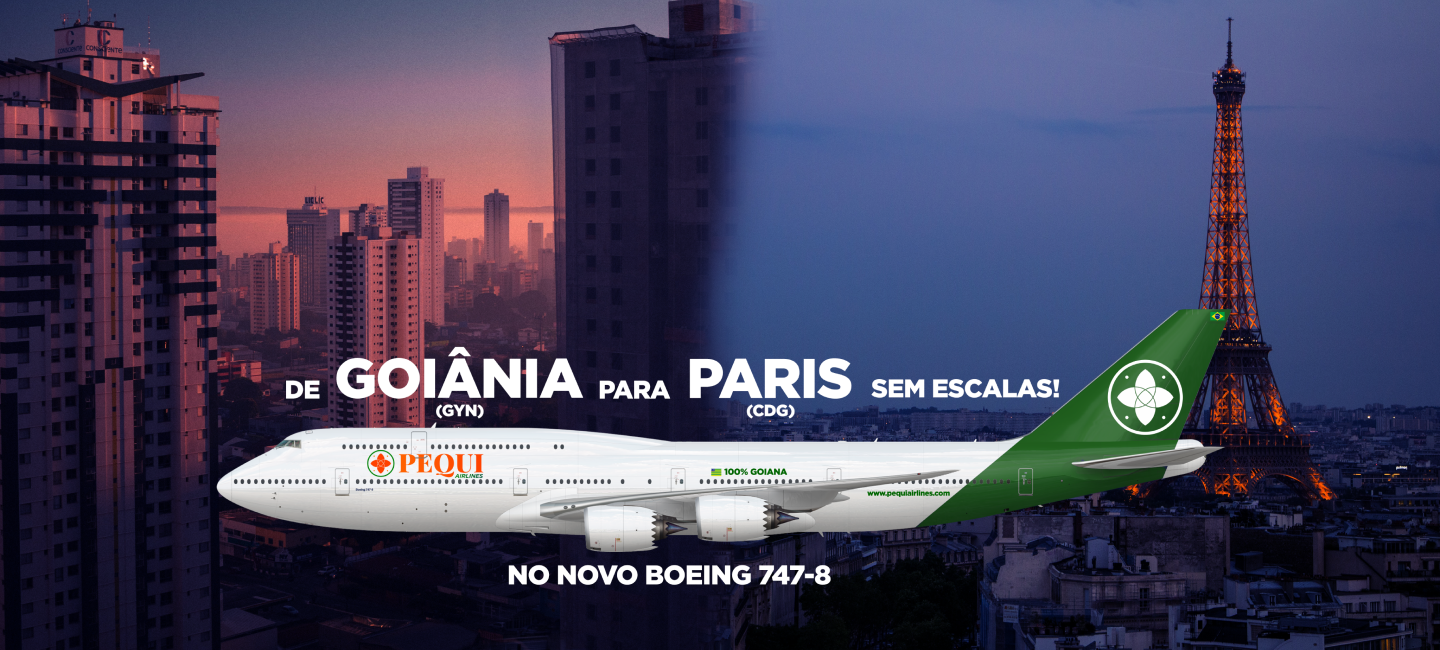 CONSCIENTE
DE GOIÂNIA PARA PARIS SEM ESCALAS!
(GYN) (CDG)
PEQUI
AIRLINES
100% GOIANA
www.pequiairlines.com
NO NOVO BOEING 747-8